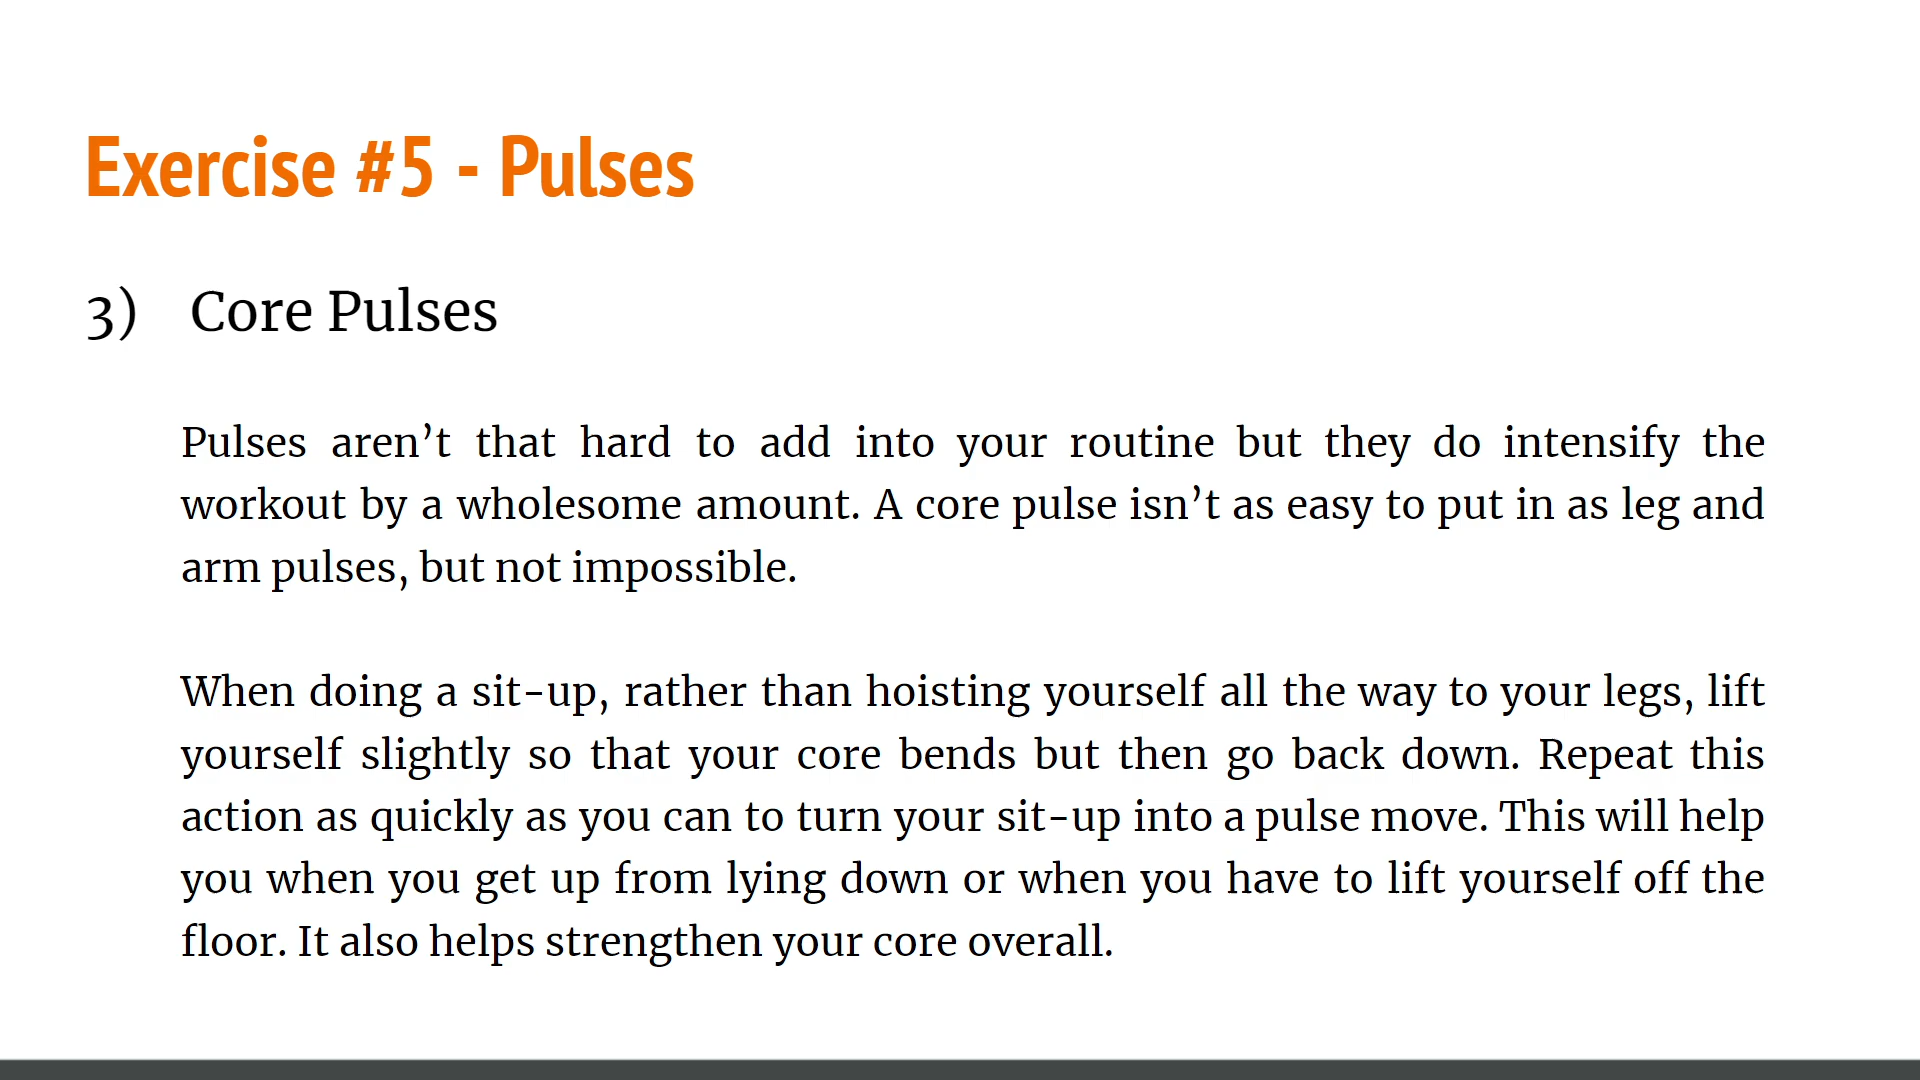 Exercise #5 - Pulses
3) Core Pulses
Pulses aren’t that hard to add into your routine but they do intensify the
workout by a wholesome amount. A core pulse isn’t as easy to put in as leg and
arm pulses, but not impossible.
When doing a sit-up, rather than hoisting yourself all the way to your legs, lift
yourself slightly so that your core bends but then go back down. Repeat this
action as quickly as you can to turn your sit-up into a pulse move. This will help
you when you get up from lying down or when you have to lift yourself off the
floor. It also helps strengthen your core overall.